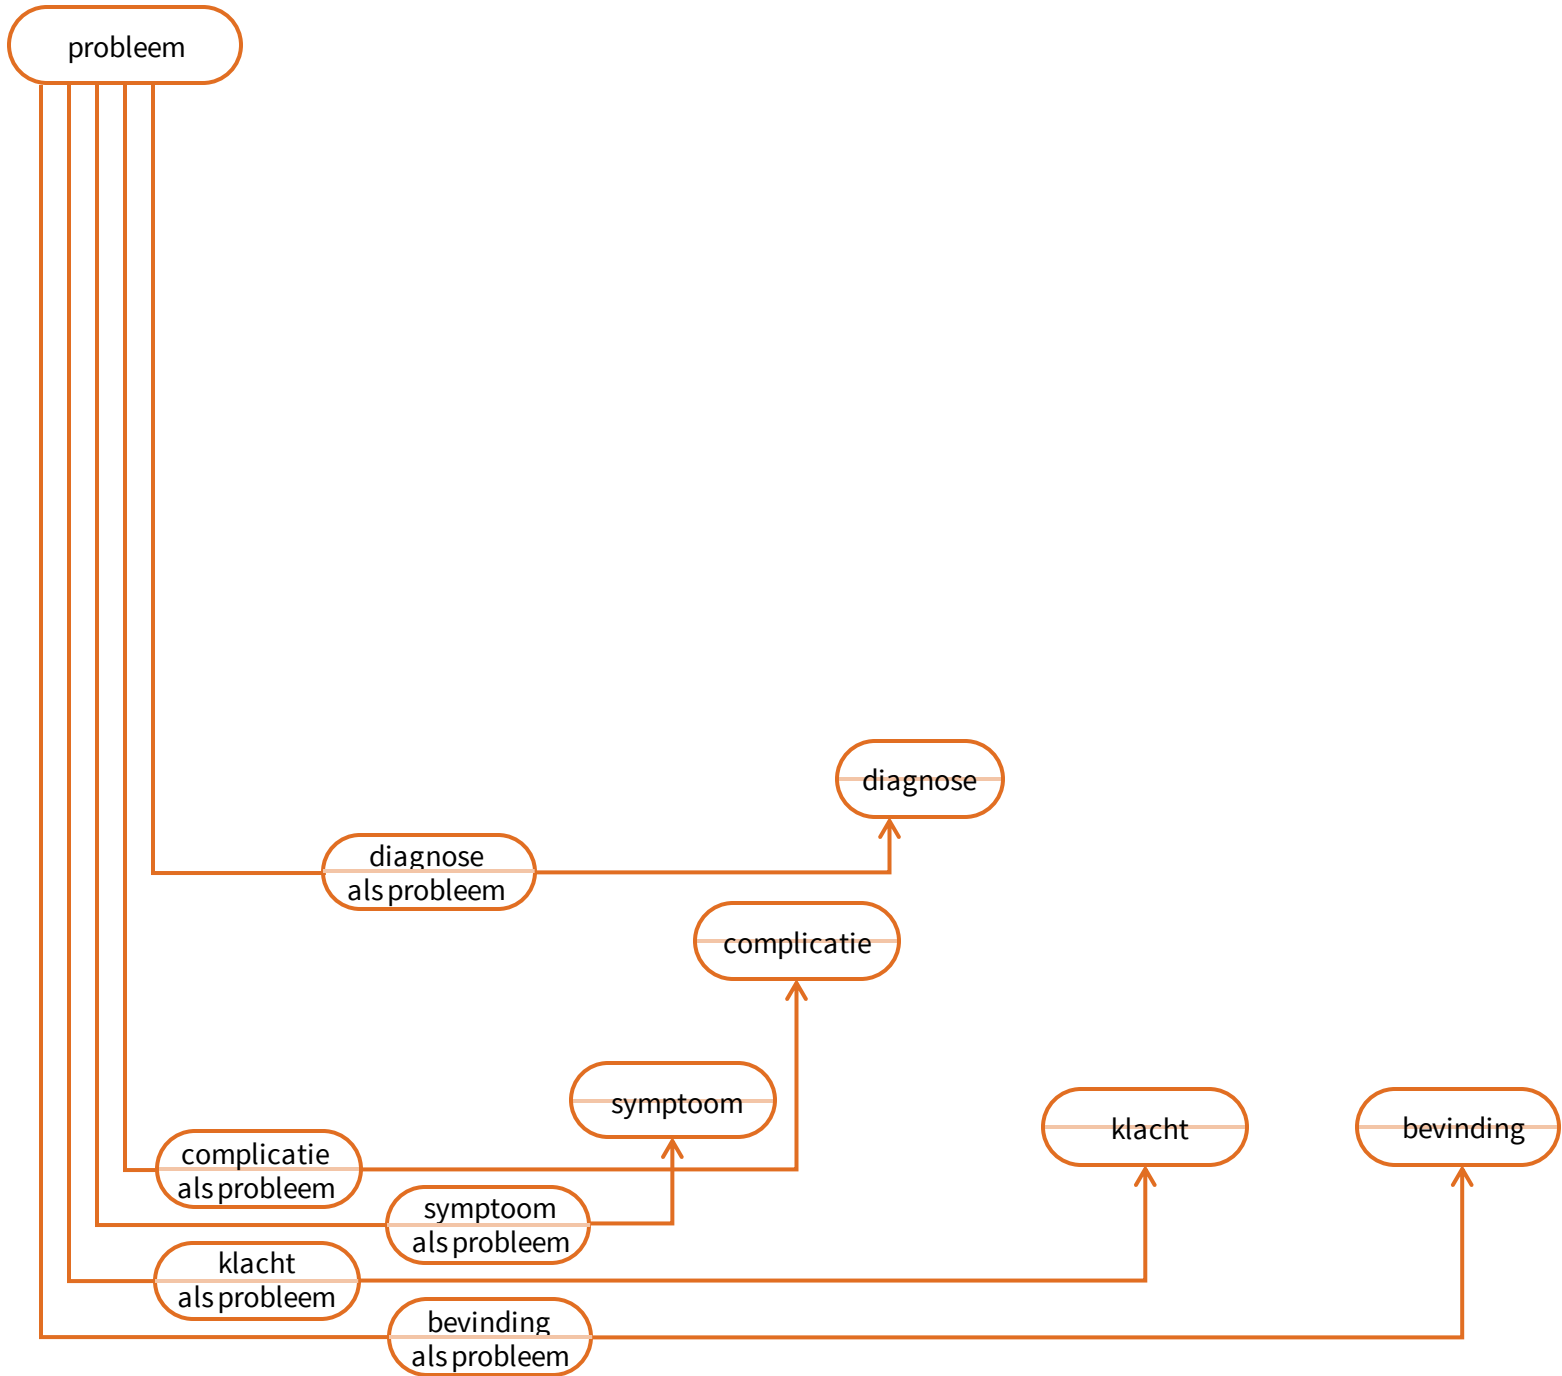 probleem
diagnose
diagnose
als probleem
complicatie
symptoom
klacht
bevinding
complicatie
als probleem
symptoom
als probleem
klacht
als probleem
bevinding
als probleem